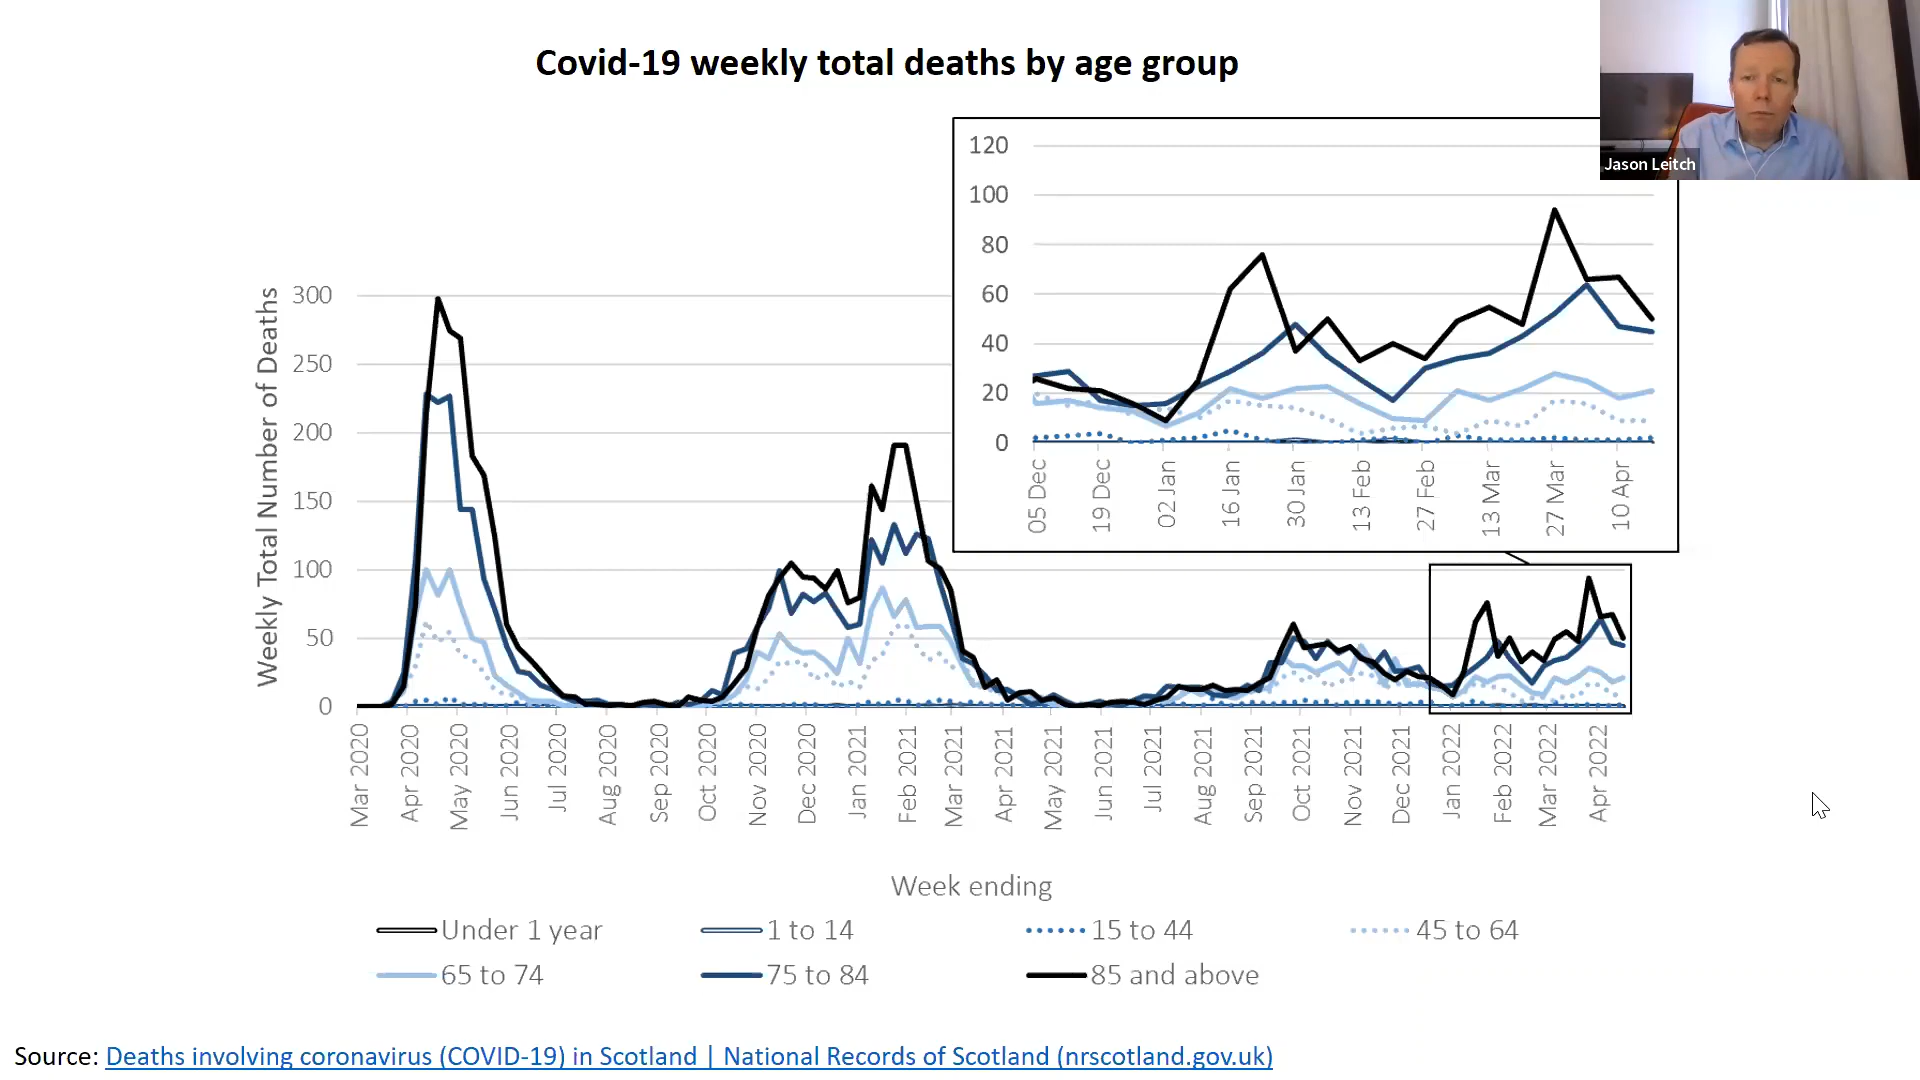 Covid-19 weekly total deaths by age group
Jason Leitch
120
100
80
60
40
20
0
05 Dec
19 Dec
02 Jan
16 Jan
30 Jan
13 Feb
27 Feb
13 Mar
27 Mar
10 Apr
Weekly Total Number of Deaths
300
250
200
150
100
50
0
Mar 2020
Apr 2020
May 2020
Jun 2020
Jul 2020
Aug 2020
Sep 2020
Oct 2020
Nov 2020
Dec 2020
Jan 2021
Feb 2021
Mar 2021
Apr 2021
May 2021
Jun 2021
Jul 2021
Aug 2021
Sep 2021
Oct 2021
Nov 2021
Dec 2021
Jan 2022
Feb 2022
Mar 2022
Apr 2022
Week ending
Under 1 year
1 to 14
15 to 44
45 to 64
65 to 74
75 to 84
85 and above
Source: Deaths involving coronavirus (COVID-19) in Scotland | National Records of Scotland (nrscotland.gov.uk)